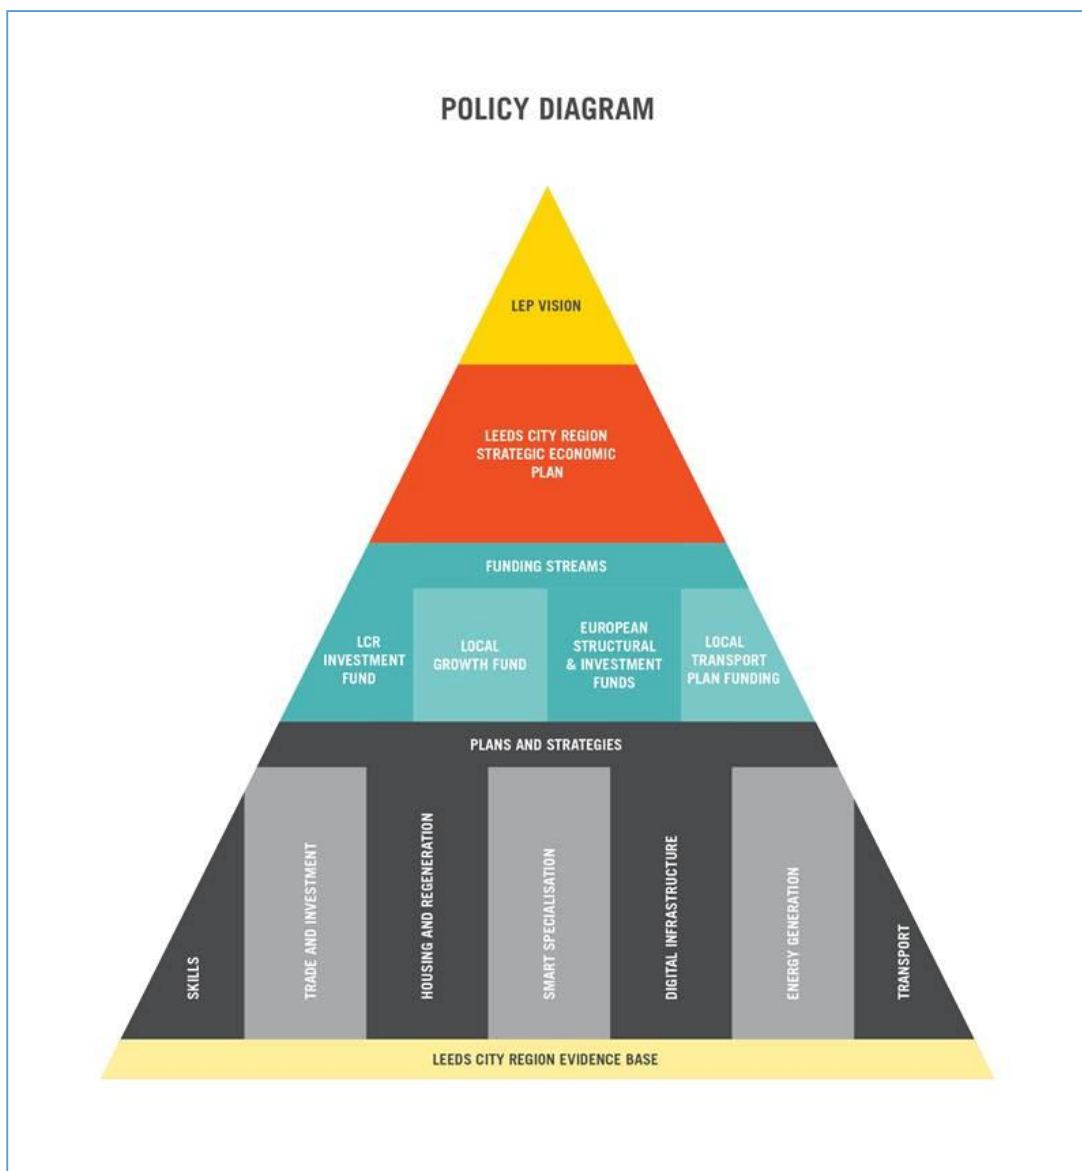 POLICY DIAGRAM
LEP VISION
LEEDS CITY REGION
STRATEGIC ECONOMIC
PLAN
FUNDING STREAMS
LCR
INVESTMENT
FUND
LOCAL
GROWTH FUND
EUROPEAN
STRUCTURAL
& INVESTMENT
FUNDS
LOCAL
TRANSPORT
PLAN FUNDING
PLANS AND STRATEGIES
SKILLS
TRADE AND INVESTMENT
HOUSING AND REGENERATION
SMART SPECIALISATION
DIGITAL INFRASTRUCTURE
ENERGY GENERATION
TRANSPORT
LEEDS CITY REGION EVIDENCE BASE